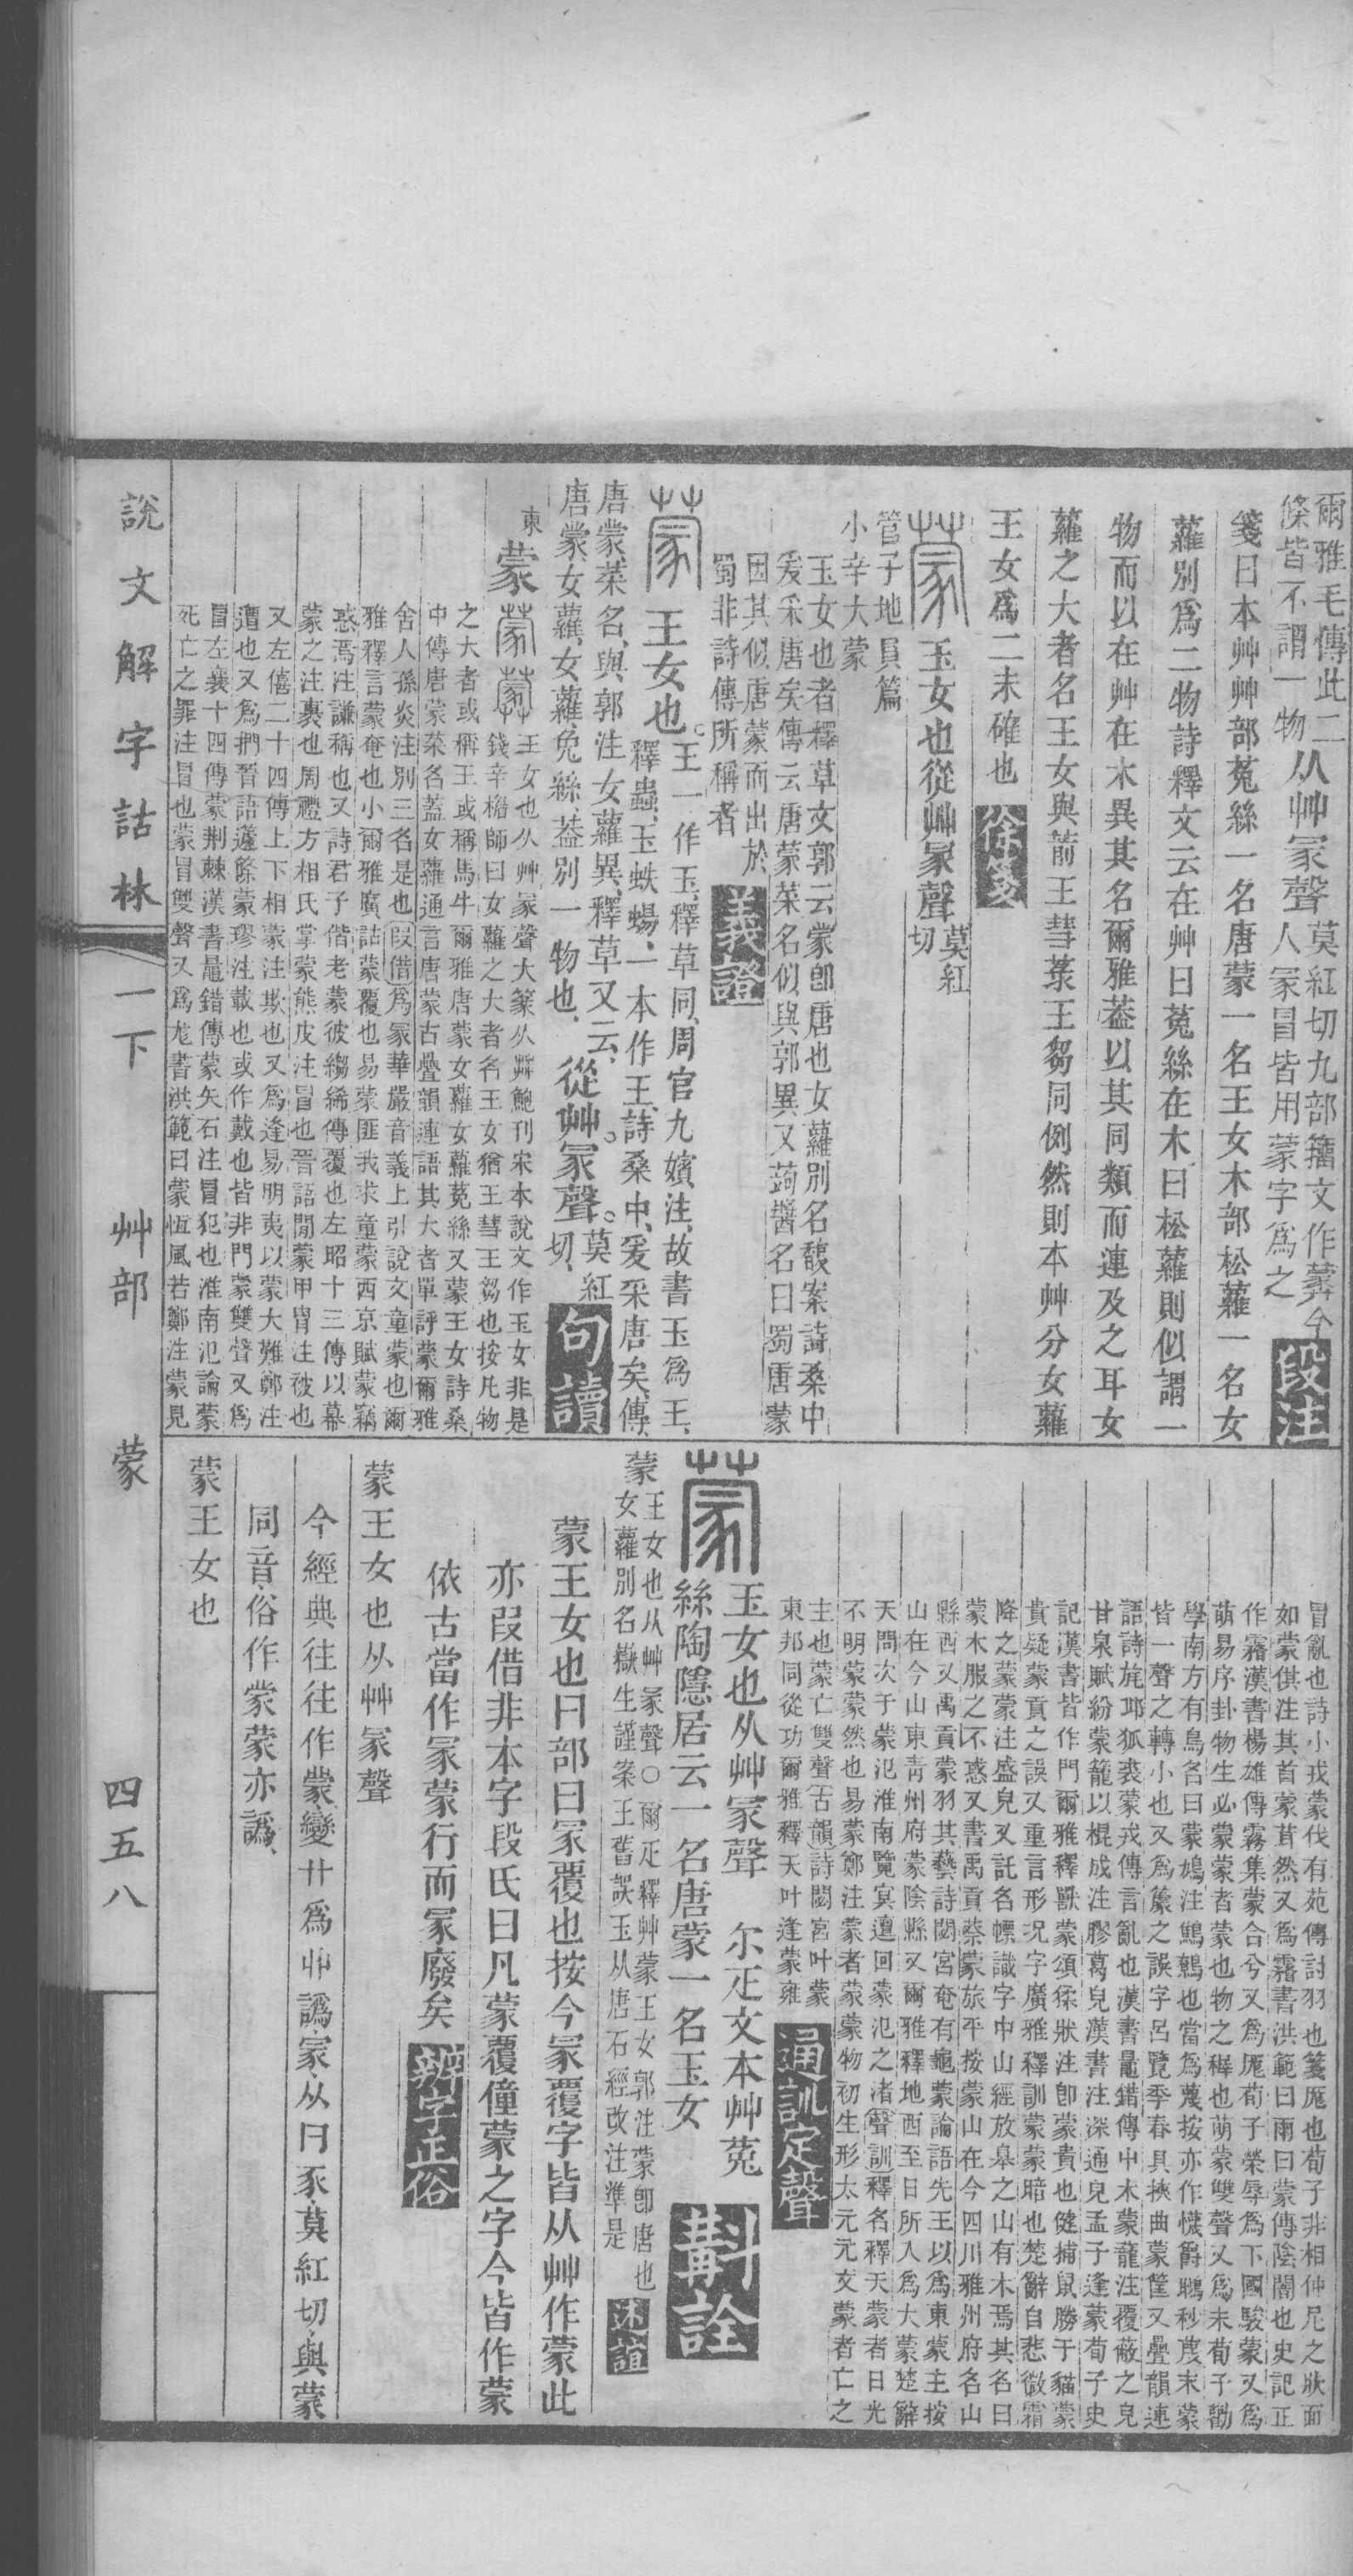 爾雅毛傳此二
條皆不謂一物
从艸冡聲
莫紅切九部籒文作䓝今
人冡冒皆用蒙字爲之
段注
箋曰本艸艸部菟絲一名唐蒙一名王女木部松蘿一名女
蘿別爲二物詩釋文云在艸曰菟絲在木曰松蘿則似謂一
物而以在艸在木異其名爾雅葢以其同類而連及之耳女
蘿之大者名王女與萷王彗菉王芻同例然則本艸分女蘿
王女爲二未確也
徐箋
玉女也從艸冡聲
莫紅
切
管子地員篇
小辛大蒙
玉女也者釋草文郭云蒙卽唐也女蘿別名馥案詩桑中
爰采唐矣傳云唐蒙菜名似與郭異又蒟醬名曰蜀唐蒙
因其似唐蒙而出於
蜀非詩傳所稱者
義證
王女也。
王一作玉釋草同、周官九嬪注、故書玉爲王、
釋蟲、玉蛈蝪、一本作王、詩桑中、爰采唐矣、傳
唐蒙、菜名、與郭注女蘿異、釋草又云、
唐蒙、女蘿、女蘿、兔絲、葢別一物也、
從艸。冡聲。
莫紅
切、
句讀
東
蒙
王女也从艸冡聲大篆从茻鮑刊宋本說文作玉女非是
錢辛楣師曰女蘿之大者名王女猶王彗王芻也按凡物
之大者或稱王或稱馬牛爾雅唐蒙女蘿女蘿菟絲又蒙王女詩桑
中傳唐蒙菜名葢女蘿通言唐蒙古疊韻連語其大者單評蒙爾雅
舍人孫炎注別三名是也叚借爲冡華嚴音義上引說文童蒙也爾
雅釋言蒙奄也小爾雅廣詁蒙覆也易蒙匪我求童蒙西京賦蒙竊
惑焉注謙稱也又詩君子偕老蒙彼縐絺傳覆也左昭十三傳以幕
蒙之注裹也周禮方相氏掌蒙熊皮注冒也晉語閒蒙甲冑注被也
又左僖二十四傳上下相蒙注欺也又爲逢易明夷以蒙大難鄭注
遭也又爲捫晉語蘧篨蒙璆注戴也或作戴也皆非門蒙雙聲又爲
冒左襄十四傳蒙荆棘漢書鼂錯傳蒙矢石注冒犯也淮南氾論蒙
死亡之罪注冒也蒙冒雙聲又爲尨書洪範曰蒙恆風若鄭注蒙見
冒亂也詩小戎蒙伐有苑傳討羽也箋厖也荀子非相仲尼之狀面
如蒙倛注其首蒙茸然又爲霿書洪範曰雨曰蒙傳陰闇也史記正
作霿漢書楊雄傳霧集蒙合兮又爲厖荀子榮辱爲下國駿蒙又爲
萌易序卦物生必蒙蒙者蒙也物之穉也萌蒙雙聲又爲末荀子勸
學南方有鳥名曰蒙鳩注鷦鷯也當爲蔑按亦作懱爵鸋杪蔑末蒙
皆一聲之轉小也又爲籚之誤字呂覽季春具挾曲蒙筐又疊韻連
語詩旄邱狐裘蒙戎傳言亂也漢書鼂錯傳中木蒙蘢注覆蔽之皃
甘泉賦紛蒙籠以棍成注膠葛皃漢書注深通皃孟子逢蒙荀子史
記漢書皆作門爾雅釋獸蒙頌猱狀注卽蒙貴也健捕鼠勝于貓蒙
貴疑蒙貢之誤又重言形況字廣雅釋訓蒙蒙暗也楚辭自悲微霜
降之蒙蒙注盛皃又託名幖識字中山經放皋之山有木焉其名曰
蒙木服之不惑又書禹貢蔡蒙旅平按蒙山在今四川雅州府名山
縣西又禹貢蒙羽其藝詩閟宮奄有龜蒙論語先王以爲東蒙主按
山在今山東靑州府蒙陰縣又爾雅釋地西至日所入爲大蒙楚辭
天問次于蒙汜淮南覽冥邅回蒙汜之渚聲訓釋名釋天蒙者日光
不明蒙蒙然也易蒙鄭注蒙者蒙蒙物初生形太元元文蒙者亡之
主也蒙亡雙聲古韻詩閟宮叶蒙
東邦同從功爾雅釋天叶逢蒙雍
通訓定聲
玉女也从艸冡聲 尒疋文本艸菟
絲陶隱居云一名唐蒙一名玉女
斠詮
蒙
王女也从艸冡聲○爾疋釋艸蒙王女郭注蒙卽唐也
女蘿別名嶽生謹案王舊誤玉从唐石經改注準是
述誼
蒙王女也冃部曰冡覆也按今冡覆字皆从艸作蒙此
亦叚借非本字段氏曰凡蒙覆僮蒙之字今皆作蒙
依古當作冡蒙行而冡廢矣
辨字正俗
蒙王女也从艸冡聲
今經典往往作蒙、變廾爲丱譌家、从冃豕、莫紅切、與蒙
同音、俗作蒙蒙亦譌、
蒙王女也
說文解字詁林
一下 艸部 蒙
四五八